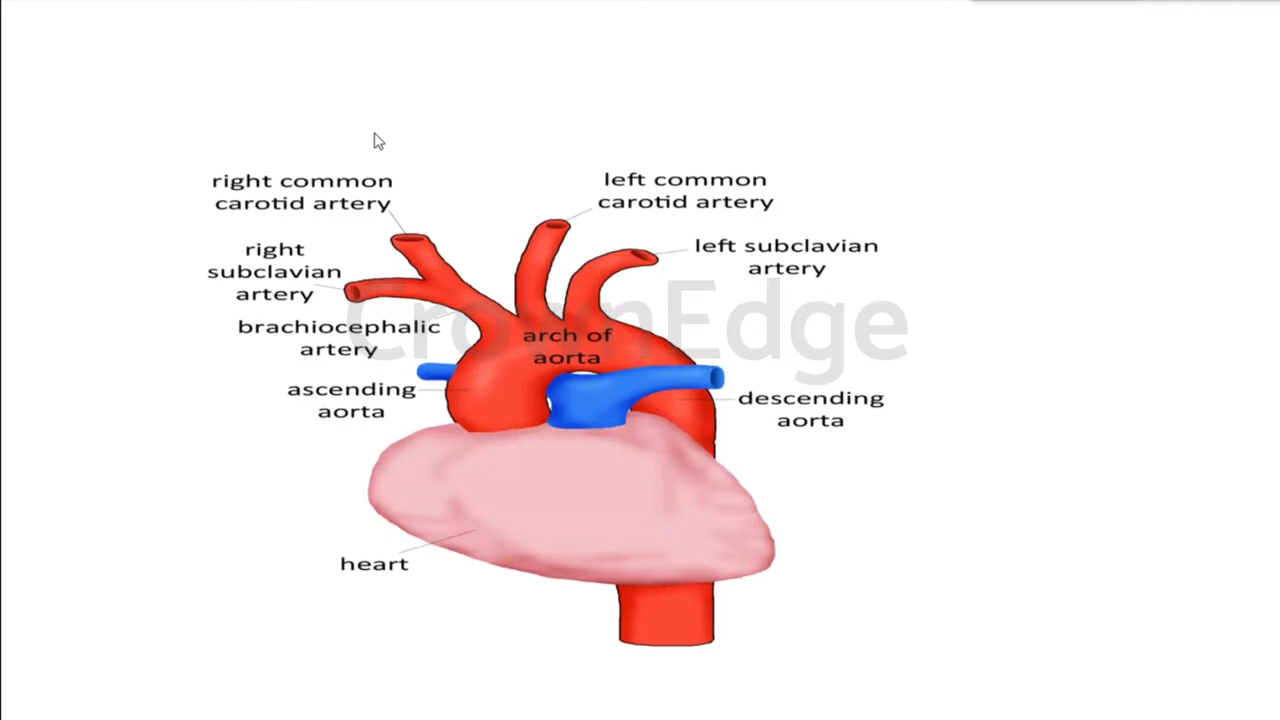 right common
carotid artery
left common
carotid artery
right
subclavian
artery
left subclavian
artery
brachiocephalic
artery
CrownEdge
arch of
aorta
ascending
aorta
descending
aorta
heart